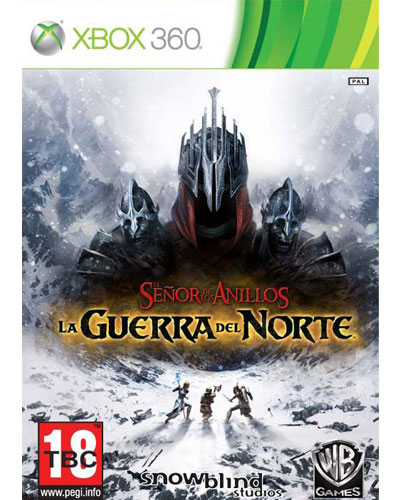 XBOX 360.
PAL
EL
SEÑOR DE LOS ANILLOS
LA GUERRA DEL NORTE
18
TBC
www.pegi.info
snowblind
studios
WB
GAMES